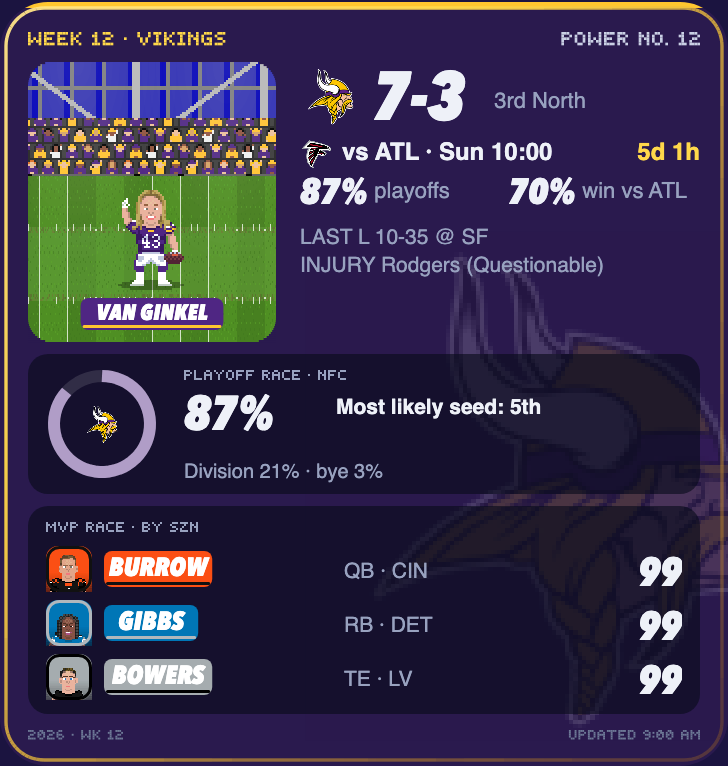 WEEK 12 · VIKINGS
POWER NO. 12
7-3 3rd North
vs ATL · Sun 10:00 5d 1h
87% playoffs 70% win vs ATL
LAST L 10-35 @ SF
INJURY Rodgers (Questionable)
43
VAN GINKEL
PLAYOFF RACE · NFC
87% Most likely seed: 5th
Division 21% · bye 3%
MVP RACE · BY SZN
BURROW QB · CIN 99
GIBBS RB · DET 99
BOWERS TE · LV 99
2026 · WK 12
UPDATED 9:00 AM